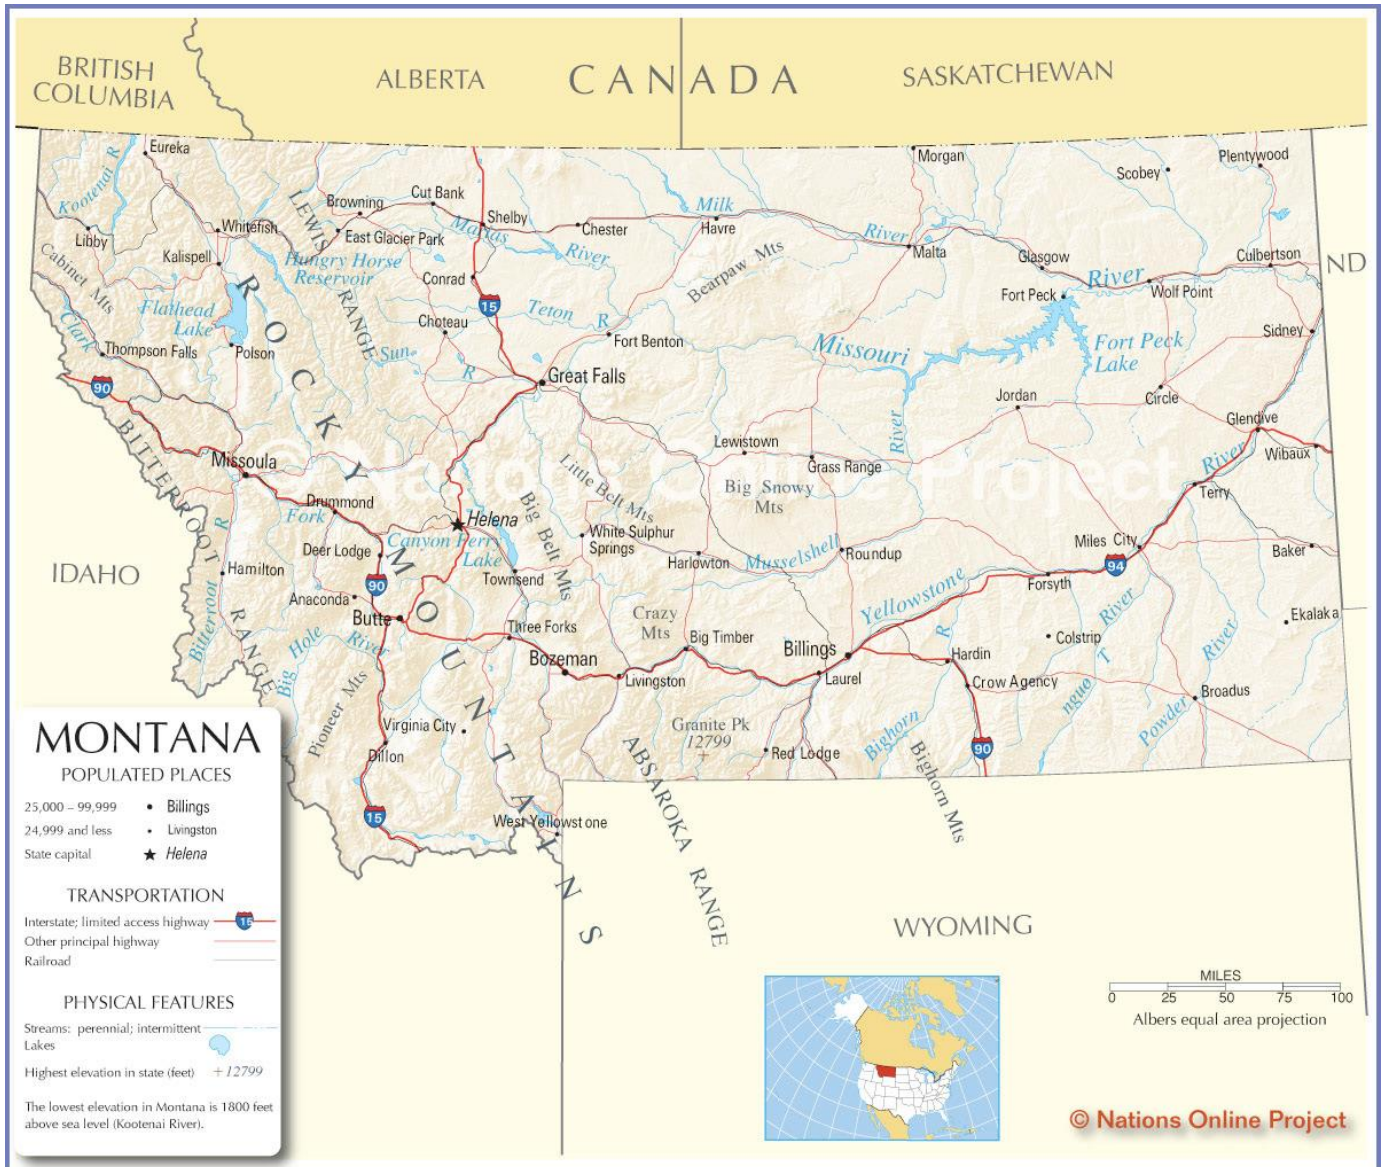 BRITISH
COLUMBIA
ALBERTA
CANADA
SASKATCHEWAN
Eureka
Kootenai R
Morgan
Scobey
Plentywood
LEWIS RANGE
Browning
Cut Bank
Shelby
Milk River
Whitefish
East Glacier Park
Marias River
Chester
Havre
Libby
Kalispell
Hungry Horse
Reservoir
Malta
Glasgow
Culbertson
ND
Cabinet Mts
Conrad
15
Bearpaw Mts
Fort Peck
River
Wolf Point
Flathead
Lake
Teton R
Choteau
Fort Benton
Missouri
River
Fort Peck
Lake
Sidney
Clark
Thompson Falls
Polson
Sun R
90
Great Falls
Jordan
Circle
ROCKY MOUNTAINS
Glendive
Lewistown
Wibaux
BITTERROOT RANGE
Missoula
© Nations Online Project
Grass Range
Little Belt Mts
Big Snowy
Mts
River
Terry
Drummond
Fork
Helena
Big Belt Mts
Canyon Ferry
Lake
White Sulphur
Springs
Deer Lodge
Harlowton
Musselshell
Roundup
Miles City
Baker
IDAHO
Hamilton
90
Townsend
94
Forsyth
Anaconda
Yellowstone
Butte
Crazy
Mts
Ekalaka
Bitterroot R
Big Hole River
Three Forks
Big Timber
Billings
Colstrip
Bozeman
Hardin
T nguo River
Livingston
Laurel
Crow Agency
Broadus
Pioneer Mts
Virginia City
Granite Pk
12799
Powder River
Dillon
Red Lodge
Bighorn R
90
ABSAROKA RANGE
Bighorn Mts
15
West Yellowstone
WYOMING
MONTANA
POPULATED PLACES
25,000 – 99,999 Billings
24,999 and less Livingston
State capital Helena
TRANSPORTATION
Interstate; limited access highway 15
Other principal highway
Railroad
PHYSICAL FEATURES
Streams: perennial; intermittent
Lakes
Highest elevation in state (feet) +12799
The lowest elevation in Montana is 1800 feet
above sea level (Kootenai River).
MILES
0 25 50 75 100
Albers equal area projection
© Nations Online Project